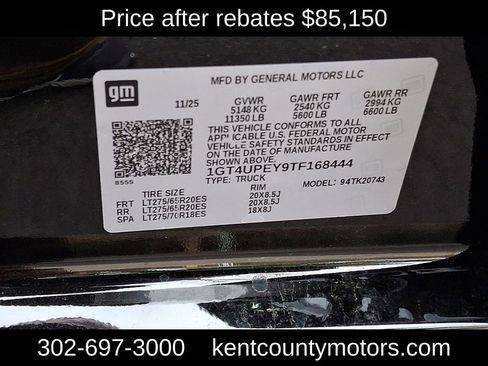 Price after rebates $85,150
gm
MFD BY GENERAL MOTORS LLC
11/25 GVWR GAWR FRT GAWR RR
5148 KG 2540 KG 2994 KG
11350 LB 5600 LB 6600 LB
THIS VEHICLE CONFORMS TO ALL
APPLICABLE U.S. FEDERAL MOTOR
VEHICLE SAFETY STANDARDS IN EFFECT
ON THE DATE OF MANUFACTURE
SHOWN ABOVE.
1GT4UPEY9TF168444
8555 TYPE: TRUCK MODEL: 94TK20743
TIRE SIZE RIM
FRT LT275/65R20ES 20X8.5J
RR LT275/65R20ES 20X8.5J
SPA LT275/70R18ES 18X8J
302-697-3000 kentcountymotors.com